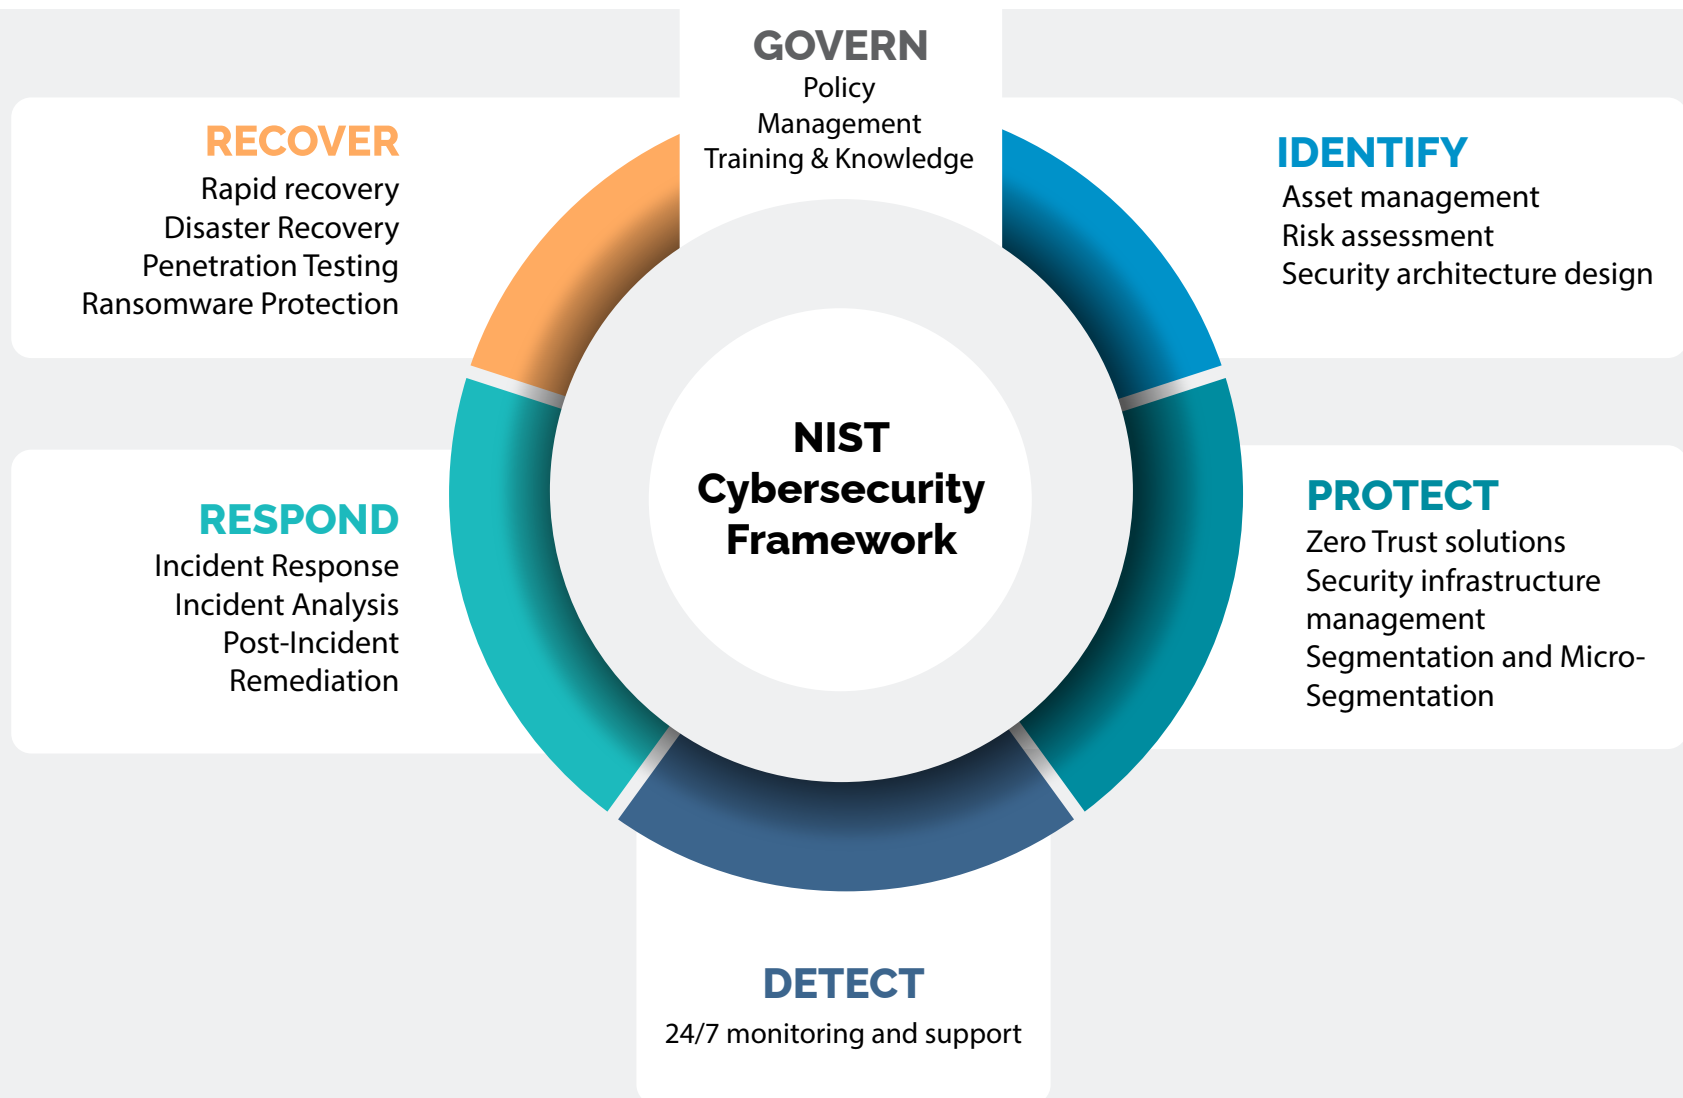 GOVERN
Policy
Management
Training & Knowledge
RECOVER
Rapid recovery
Disaster Recovery
Penetration Testing
Ransomware Protection
IDENTIFY
Asset management
Risk assessment
Security architecture design
NIST
Cybersecurity
Framework
RESPOND
Incident Response
Incident Analysis
Post-Incident
Remediation
PROTECT
Zero Trust solutions
Security infrastructure
management
Segmentation and Micro-
Segmentation
DETECT
24/7 monitoring and support